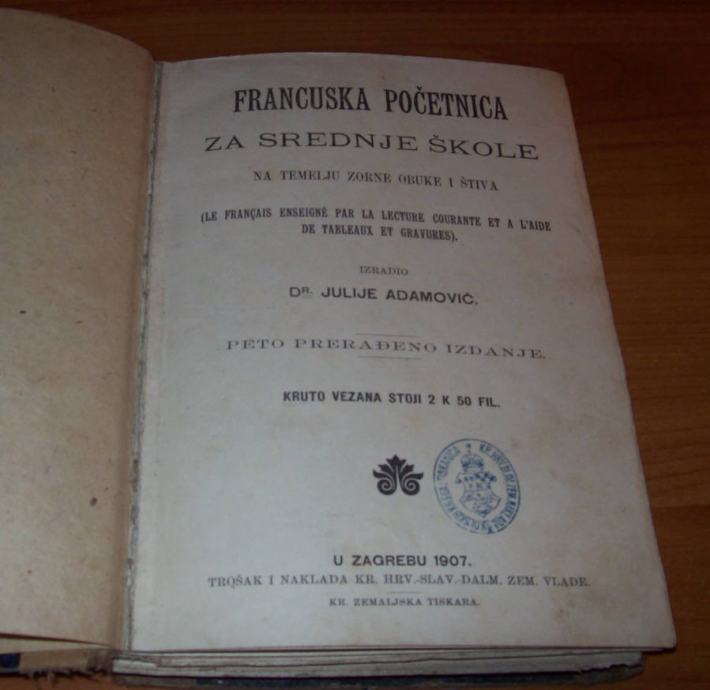 FRANCUSKA POČETNICA
ZA SREDNJE ŠKOLE
NA TEMELJU ZORNE OBUKE I ŠTIVA
(LE FRANÇAIS ENSEIGNÉ PAR LA LECTURE COURANTE ET A L'AIDE
DE TABLEAUX ET GRAVURES).
IZRADIO
DR. JULIJE ADAMOVIĆ.
PETO PRERAĐENO IZDANJE.
KRUTO VEZANA STOJI 2 K 50 FIL.
U ZAGREBU 1907.
TROŠAK I NAKLADA KR. HRV.-SLAV.-DALM. ZEM. VLADE.
KR. ZEMALJSKA TISKARA.